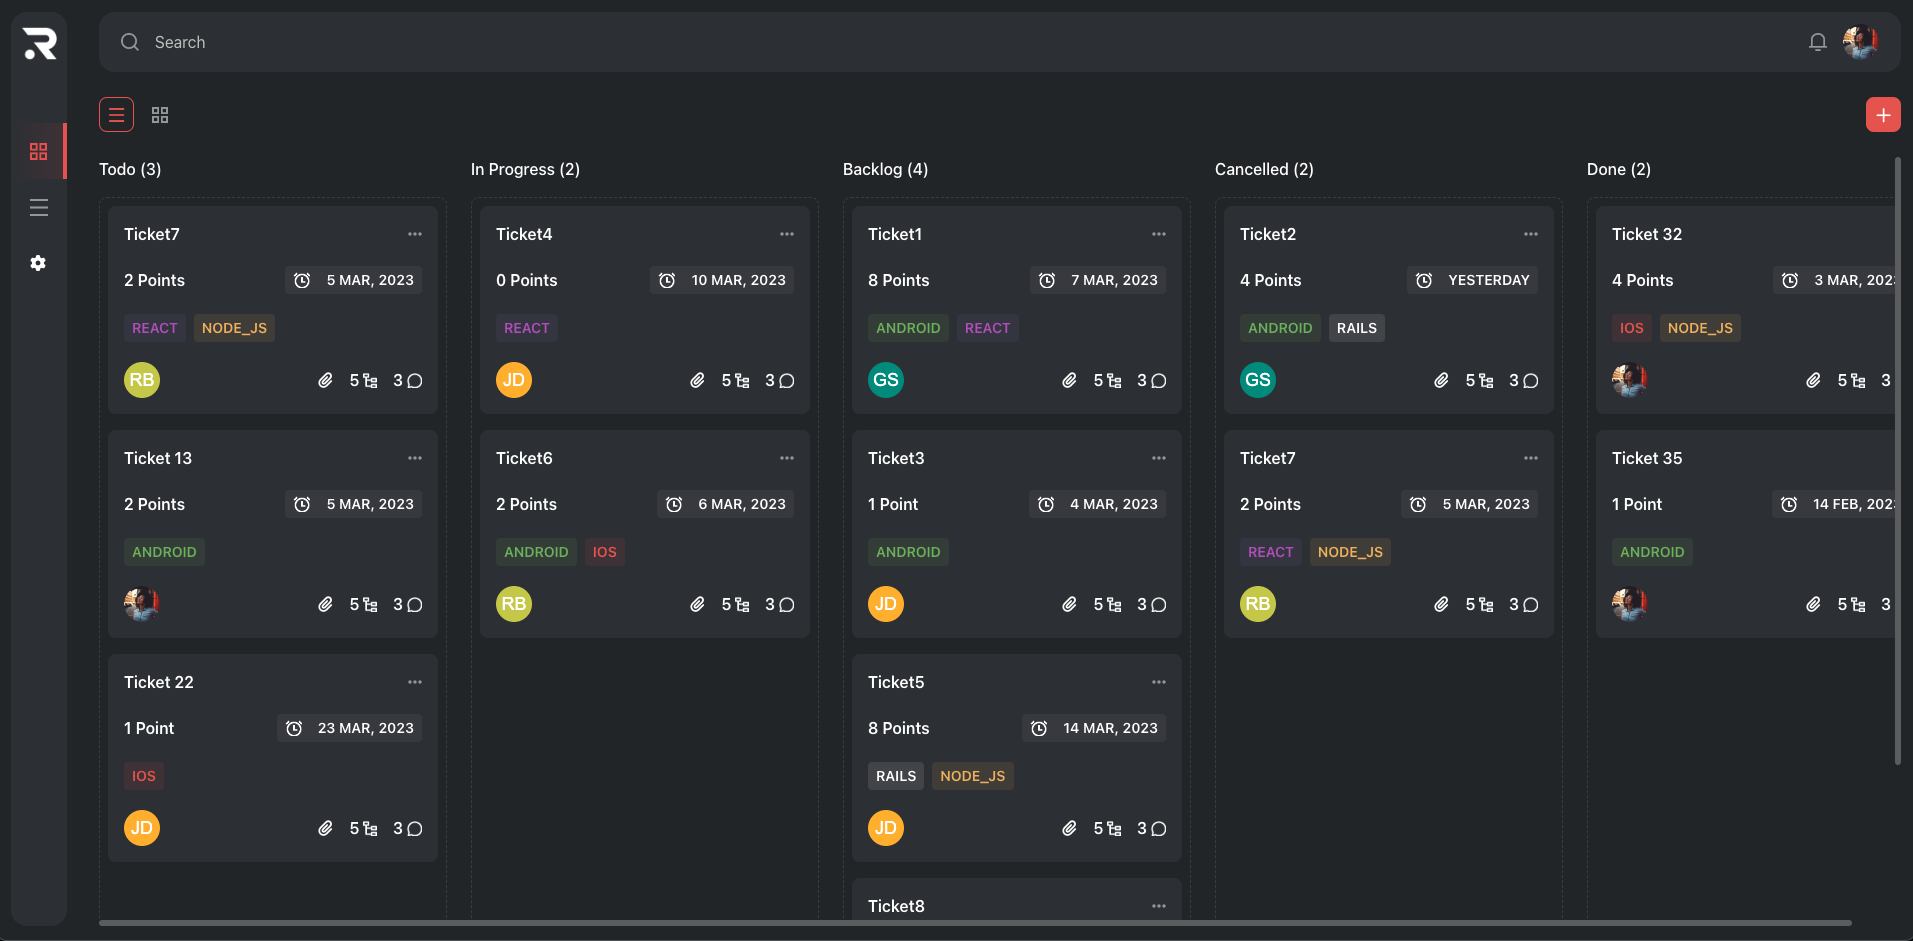 Search
Todo (3)
Ticket7
2 Points
5 MAR, 2023
REACT NODE_JS
RB
5 3
Ticket 13
2 Points
5 MAR, 2023
ANDROID
5 3
Ticket 22
1 Point
23 MAR, 2023
IOS
JD
5 3
In Progress (2)
Ticket4
0 Points
10 MAR, 2023
REACT
JD
5 3
Ticket6
2 Points
6 MAR, 2023
ANDROID IOS
RB
5 3
Backlog (4)
Ticket1
8 Points
7 MAR, 2023
ANDROID REACT
GS
5 3
Ticket3
1 Point
4 MAR, 2023
ANDROID
JD
5 3
Ticket5
8 Points
14 MAR, 2023
RAILS NODE_JS
JD
5 3
Ticket8
Cancelled (2)
Ticket2
4 Points
YESTERDAY
ANDROID RAILS
GS
5 3
Ticket7
2 Points
5 MAR, 2023
REACT NODE_JS
RB
5 3
Done (2)
Ticket 32
4 Points
3 MAR, 2023
IOS NODE_JS
5 3
Ticket 35
1 Point
14 FEB, 2023
ANDROID
5 3